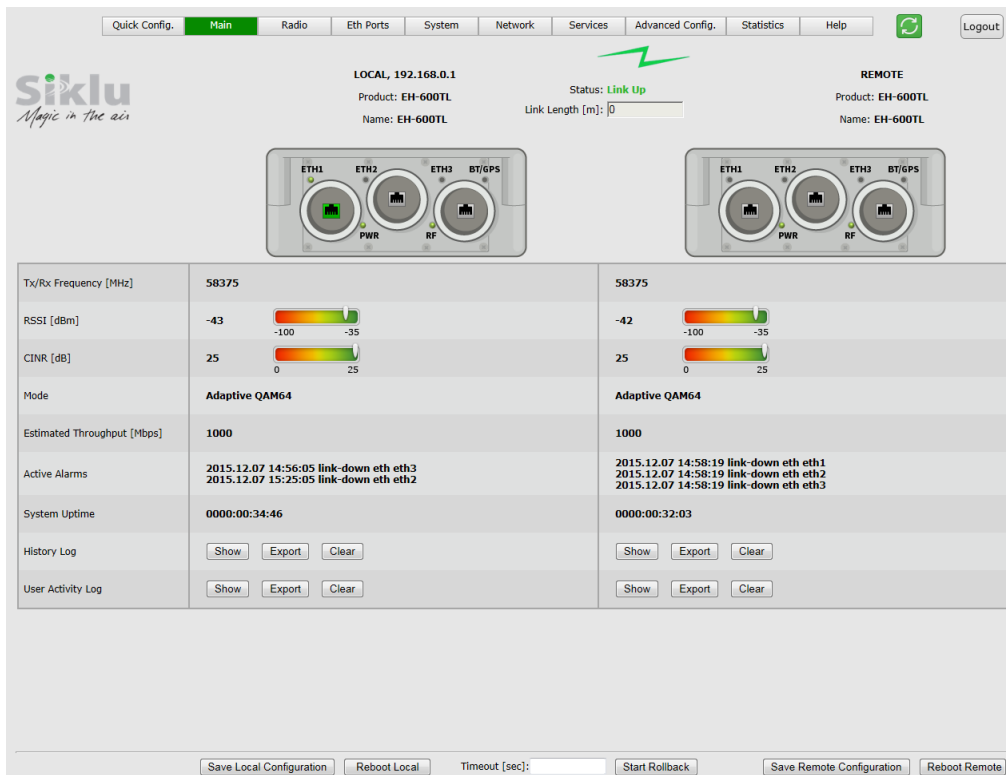 Quick Config. Main Radio Eth Ports System Network Services Advanced Config. Statistics Help Logout
Siklu
Magic in the air
LOCAL, 192.168.0.1
Product: EH-600TL
Name: EH-600TL
Status: Link Up
Link Length [m]: 0
REMOTE
Product: EH-600TL
Name: EH-600TL
ETH1 ETH2 ETH3 BT/GPS
PWR RF
ETH1 ETH2 ETH3 BT/GPS
PWR RF
Tx/Rx Frequency [MHz] 58375 58375
RSSI [dBm] -43 -100 -35 -42 -100 -35
CINR [dB] 25 0 25 25 0 25
Mode Adaptive QAM64 Adaptive QAM64
Estimated Throughput [Mbps] 1000 1000
Active Alarms
2015.12.07 14:56:05 link-down eth eth3
2015.12.07 15:25:05 link-down eth eth2
2015.12.07 14:58:19 link-down eth eth1
2015.12.07 14:58:19 link-down eth eth2
2015.12.07 14:58:19 link-down eth eth3
System Uptime 0000:00:34:46 0000:00:32:03
History Log Show Export Clear Show Export Clear
User Activity Log Show Export Clear Show Export Clear
Save Local Configuration Reboot Local Timeout [sec]: Start Rollback Save Remote Configuration Reboot Remote